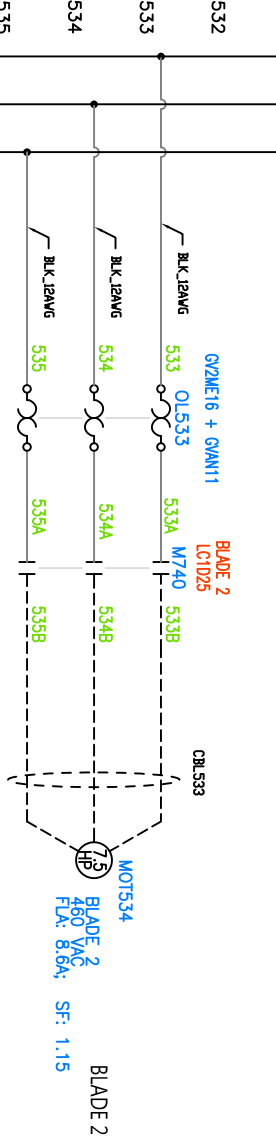 532
533
534
535
BLK_12AWG
BLK_12AWG
BLK_12AWG
533
534
535
GV2ME16 + GVAN11
OL533
533A
534A
535A
BLADE 2
LC1D25
M740
533B
534B
535B
CBL533
7.5
HP
MOT534
BLADE 2
460 VAC
FLA: 8.6A; SF: 1.15
BLADE 2